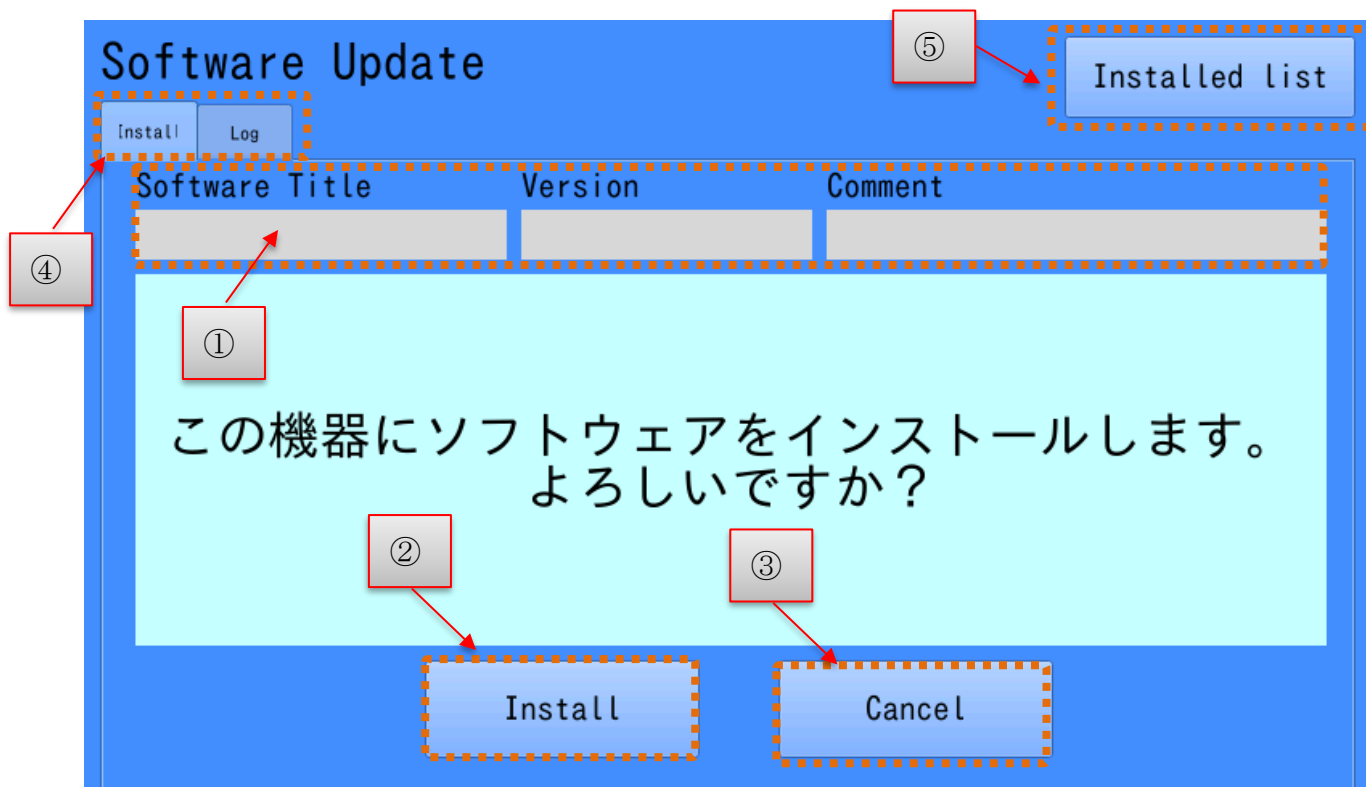 Software Update
⑤
Installed list
Install
Log
Software Title
Version
Comment
④
①
この機器にソフトウェアをインストールします。
よろしいですか？
②
③
Install
Cancel